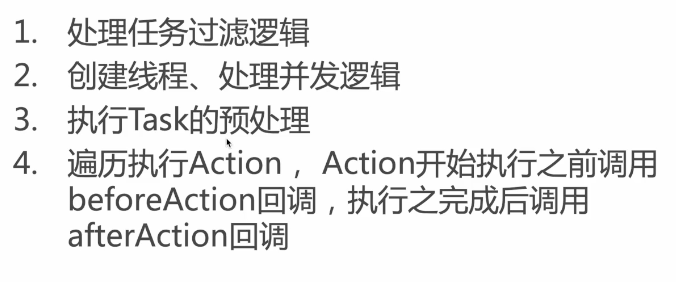 1. 处理任务过滤逻辑
2. 创建线程、处理并发逻辑
3. 执行Task的预处理
4. 遍历执行Action， Action开始执行之前调用
beforeAction回调，执行之完成后调用
afterAction回调